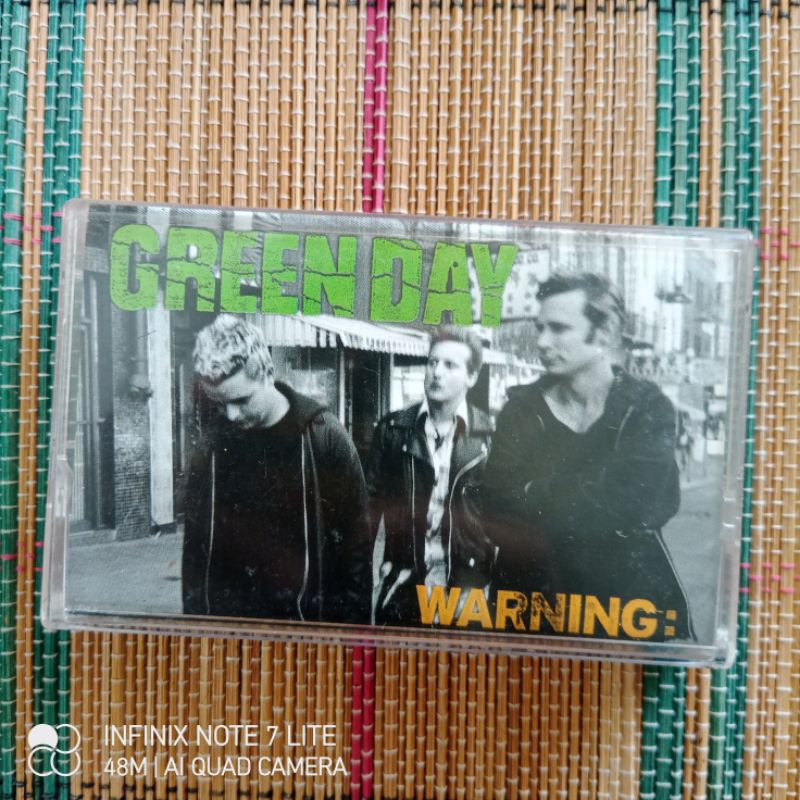 GREEN DAY
WARNING:
INFINIX NOTE 7 LITE
48M | AI QUAD CAMERA